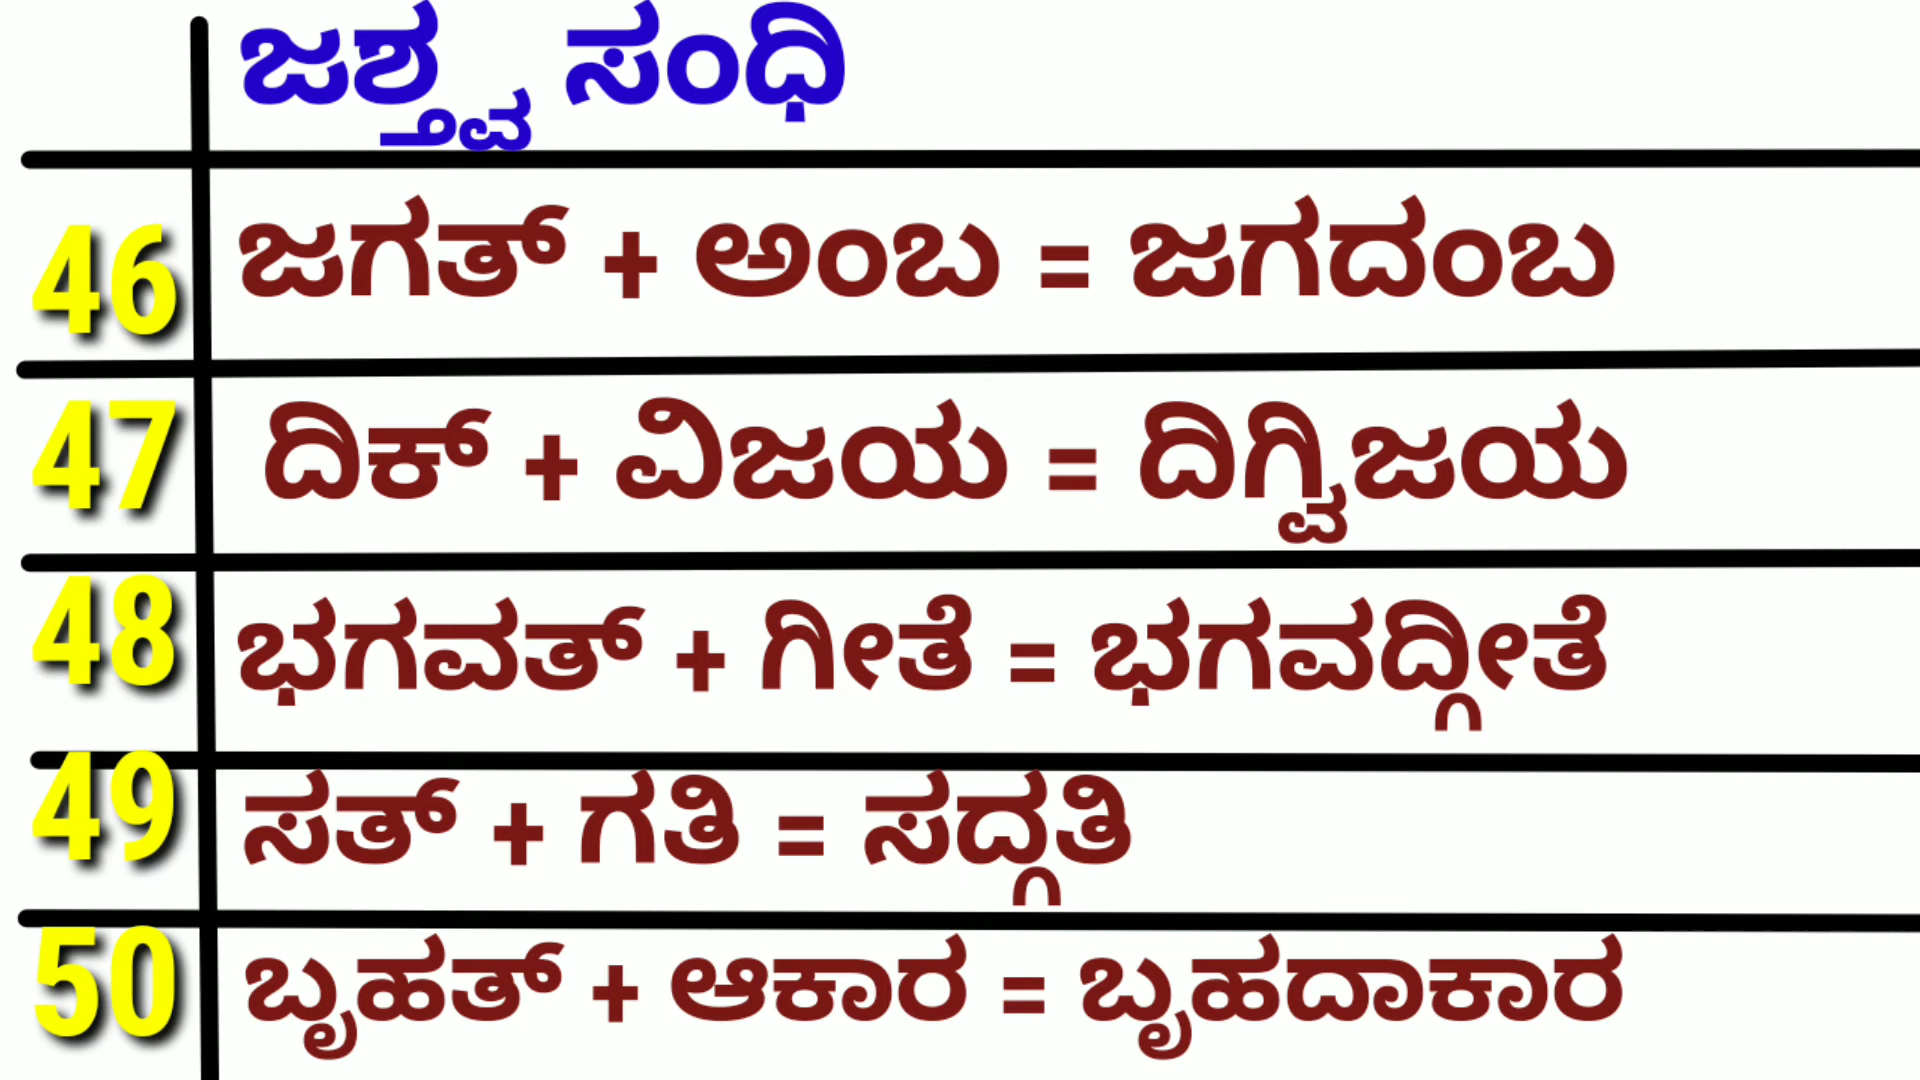 ಜಶ್ತ್ವ ಸಂಧಿ
46 ಜಗತ್ + ಅಂಬ = ಜಗದಂಬ
47 ದಿಕ್ + ವಿಜಯ = ದಿಗ್ವಿಜಯ
48 ಭಗವತ್ + ಗೀತೆ = ಭಗವದ್ಗೀತೆ
49 ಸತ್ + ಗತಿ = ಸದ್ಗತಿ
50 ಬೃಹತ್ + ಆಕಾರ = ಬೃಹದಾಕಾರ